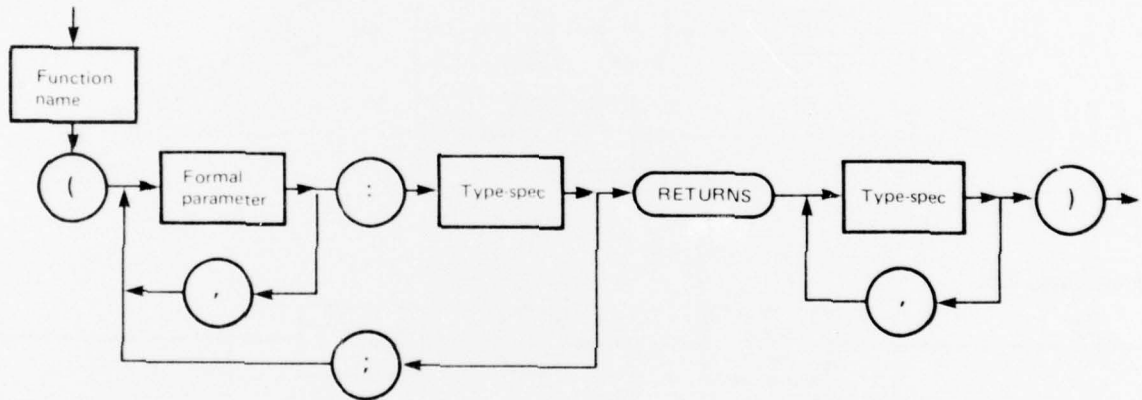 Function
name
(
Formal
parameter
:
Type-spec
RETURNS
Type-spec
)
,
,
;